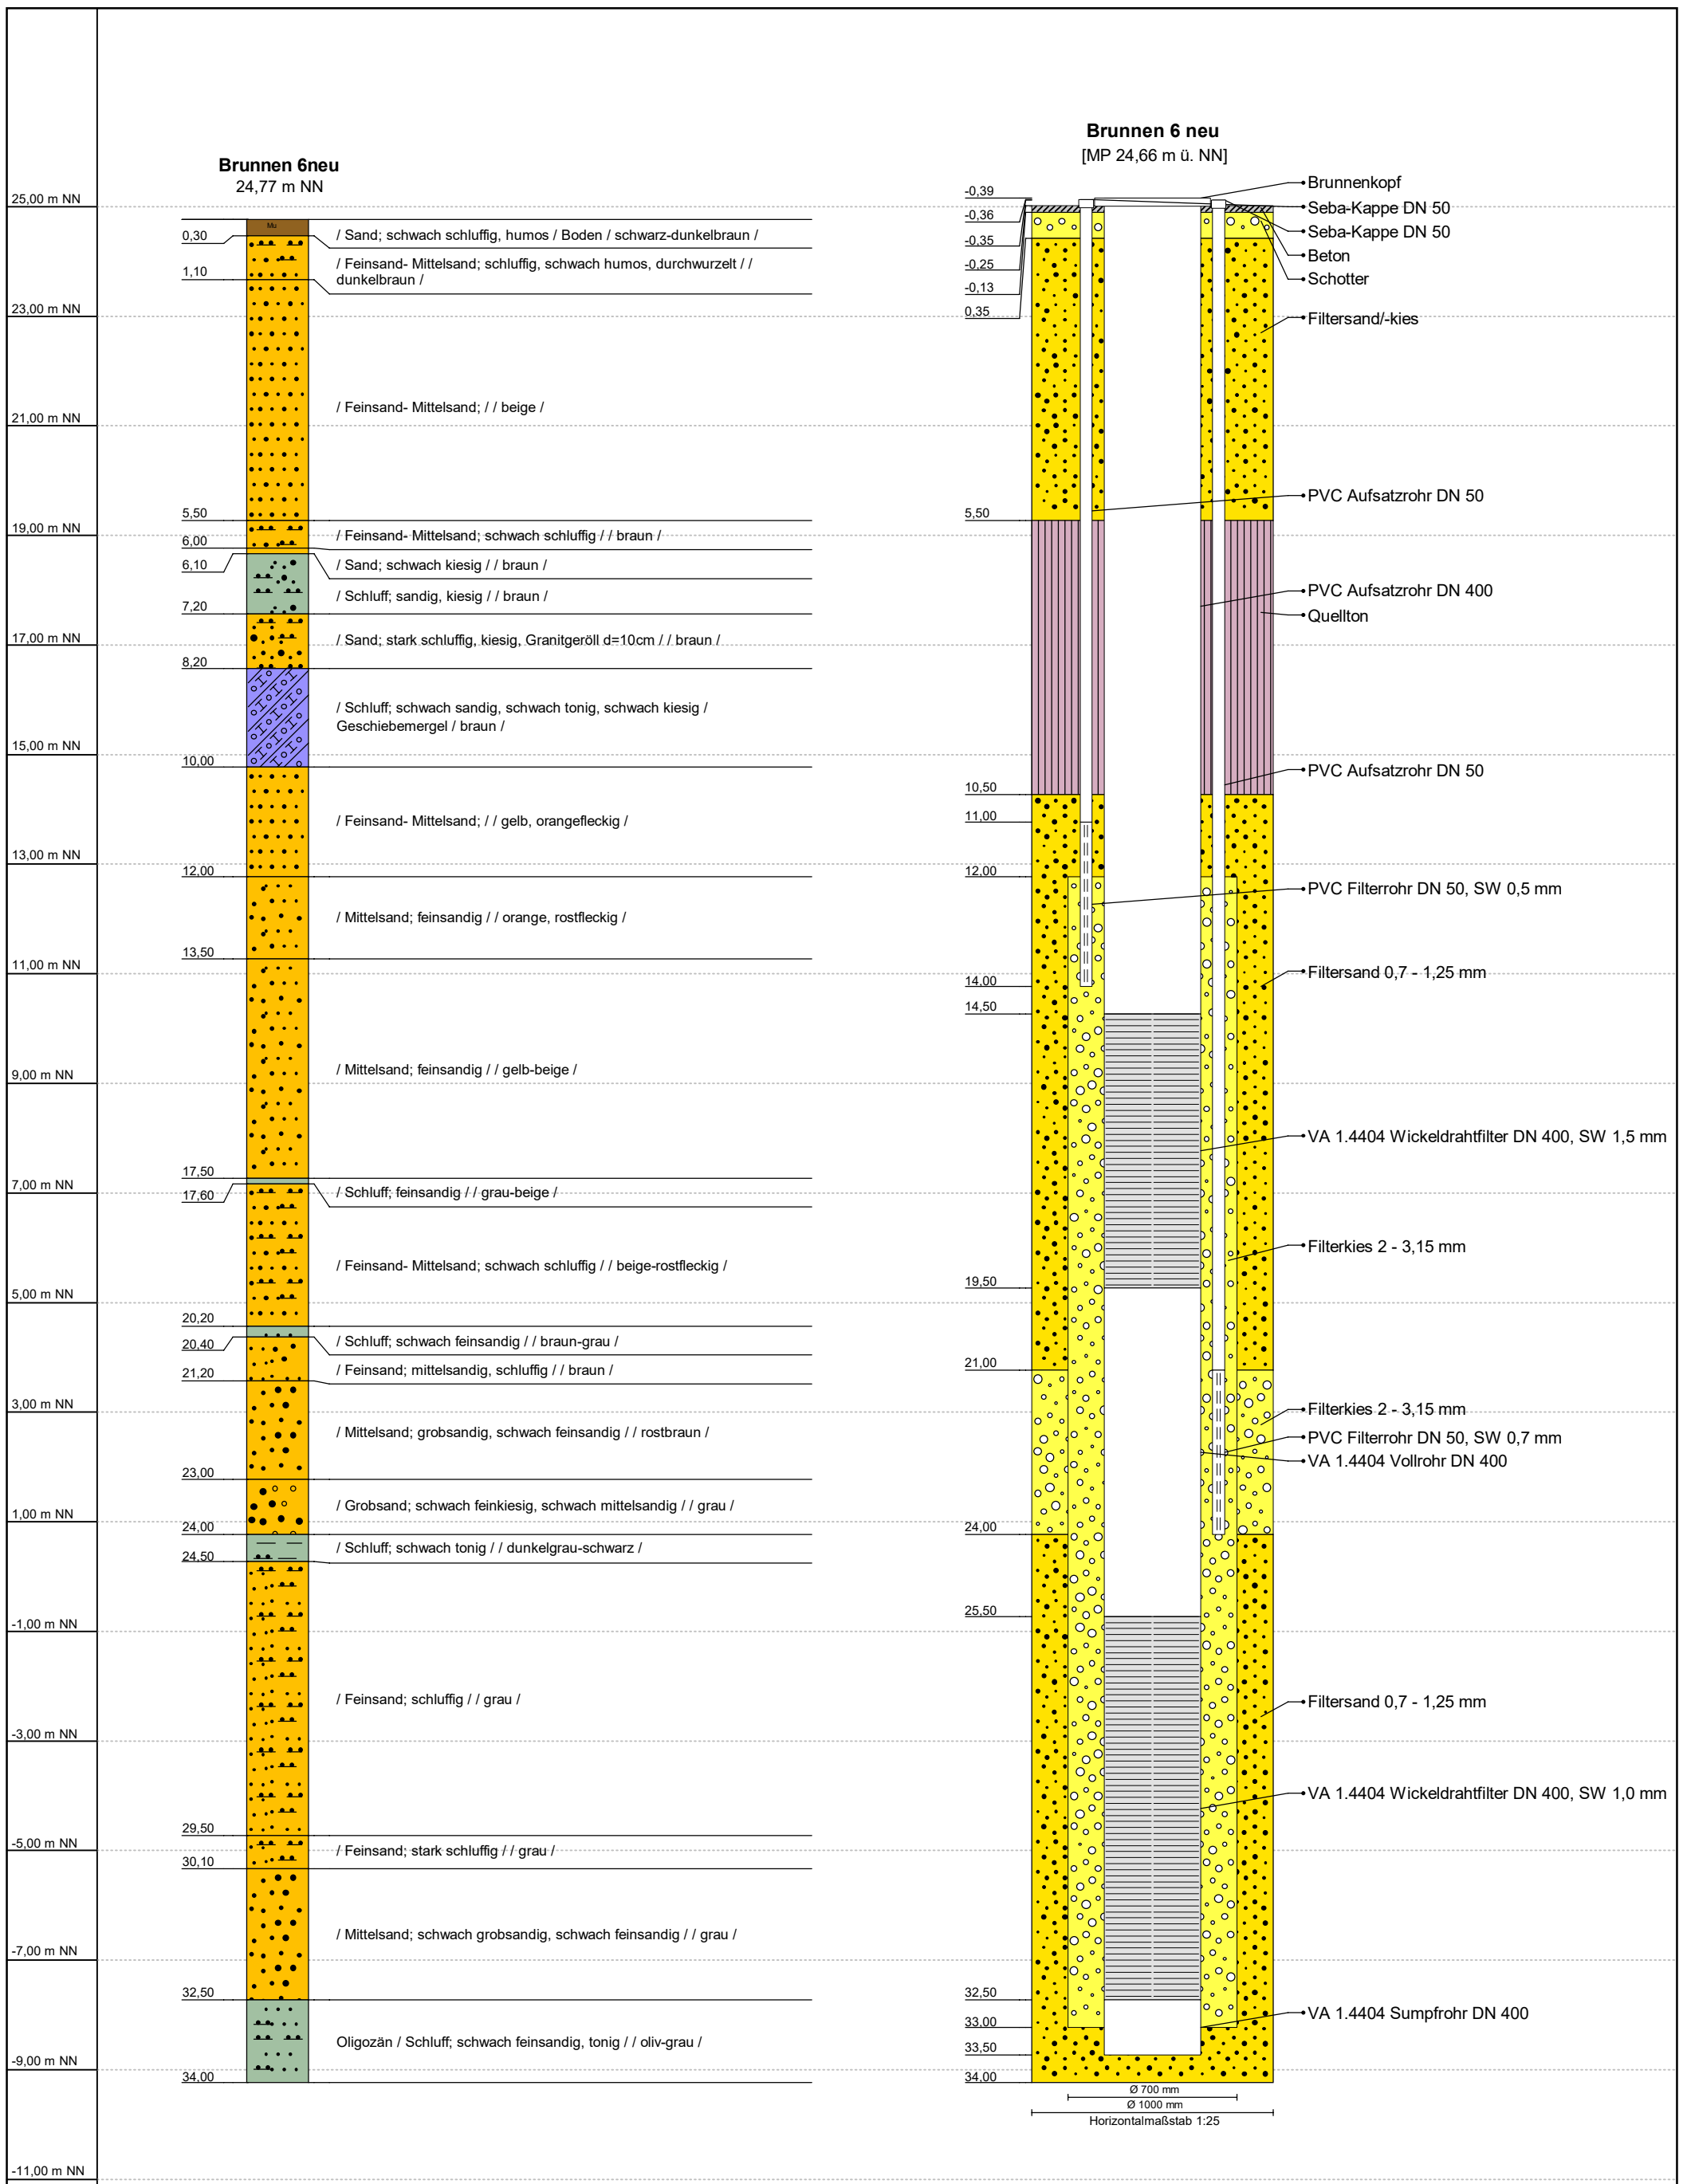 Brunnen 6neu
24,77 m NN
Brunnen 6 neu
[MP 24,66 m ü. NN]
25,00 m NN
23,00 m NN
21,00 m NN
19,00 m NN
17,00 m NN
15,00 m NN
13,00 m NN
11,00 m NN
9,00 m NN
7,00 m NN
5,00 m NN
3,00 m NN
1,00 m NN
-1,00 m NN
-3,00 m NN
-5,00 m NN
-7,00 m NN
-9,00 m NN
-11,00 m NN
Mu
0,30
/ Sand; schwach schluffig, humos / Boden / schwarz-dunkelbraun /
1,10
/ Feinsand- Mittelsand; schluffig, schwach humos, durchwurzelt / /
dunkelbraun /
/ Feinsand- Mittelsand; / / beige /
5,50
/ Feinsand- Mittelsand; schwach schluffig / / braun /
6,00
/ Sand; schwach kiesig / / braun /
6,10
/ Schluff; sandig, kiesig / / braun /
7,20
/ Sand; stark schluffig, kiesig, Granitgeröll d=10cm / / braun /
8,20
/ Schluff; schwach sandig, schwach tonig, schwach kiesig /
Geschiebemergel / braun /
10,00
/ Feinsand- Mittelsand; / / gelb, orangefleckig /
12,00
/ Mittelsand; feinsandig / / orange, rostfleckig /
13,50
/ Mittelsand; feinsandig / / gelb-beige /
17,50
/ Schluff; feinsandig / / grau-beige /
17,60
/ Feinsand- Mittelsand; schwach schluffig / / beige-rostfleckig /
20,20
/ Schluff; schwach feinsandig / / braun-grau /
20,40
/ Feinsand; mittelsandig, schluffig / / braun /
21,20
/ Mittelsand; grobsandig, schwach feinsandig / / rostbraun /
23,00
/ Grobsand; schwach feinkiesig, schwach mittelsandig / / grau /
24,00
/ Schluff; schwach tonig / / dunkelgrau-schwarz /
24,50
/ Feinsand; schluffig / / grau /
29,50
/ Feinsand; stark schluffig / / grau /
30,10
/ Mittelsand; schwach grobsandig, schwach feinsandig / / grau /
32,50
Oligozän / Schluff; schwach feinsandig, tonig / / oliv-grau /
34,00
-0,39
-0,36
-0,35
-0,25
-0,13
0,35
5,50
10,50
11,00
12,00
14,00
14,50
19,50
21,00
24,00
25,50
32,50
33,00
33,50
34,00
Brunnenkopf
Seba-Kappe DN 50
Seba-Kappe DN 50
Beton
Schotter
Filtersand/-kies
PVC Aufsatzrohr DN 50
PVC Aufsatzrohr DN 400
Quellton
PVC Aufsatzrohr DN 50
PVC Filterrohr DN 50, SW 0,5 mm
Filtersand 0,7 - 1,25 mm
VA 1.4404 Wickeldrahtfilter DN 400, SW 1,5 mm
Filterkies 2 - 3,15 mm
Filterkies 2 - 3,15 mm
PVC Filterrohr DN 50, SW 0,7 mm
VA 1.4404 Vollrohr DN 400
Filtersand 0,7 - 1,25 mm
VA 1.4404 Wickeldrahtfilter DN 400, SW 1,0 mm
VA 1.4404 Sumpfrohr DN 400
Ø 700 mm
Ø 1000 mm
Horizontalmaßstab 1:25